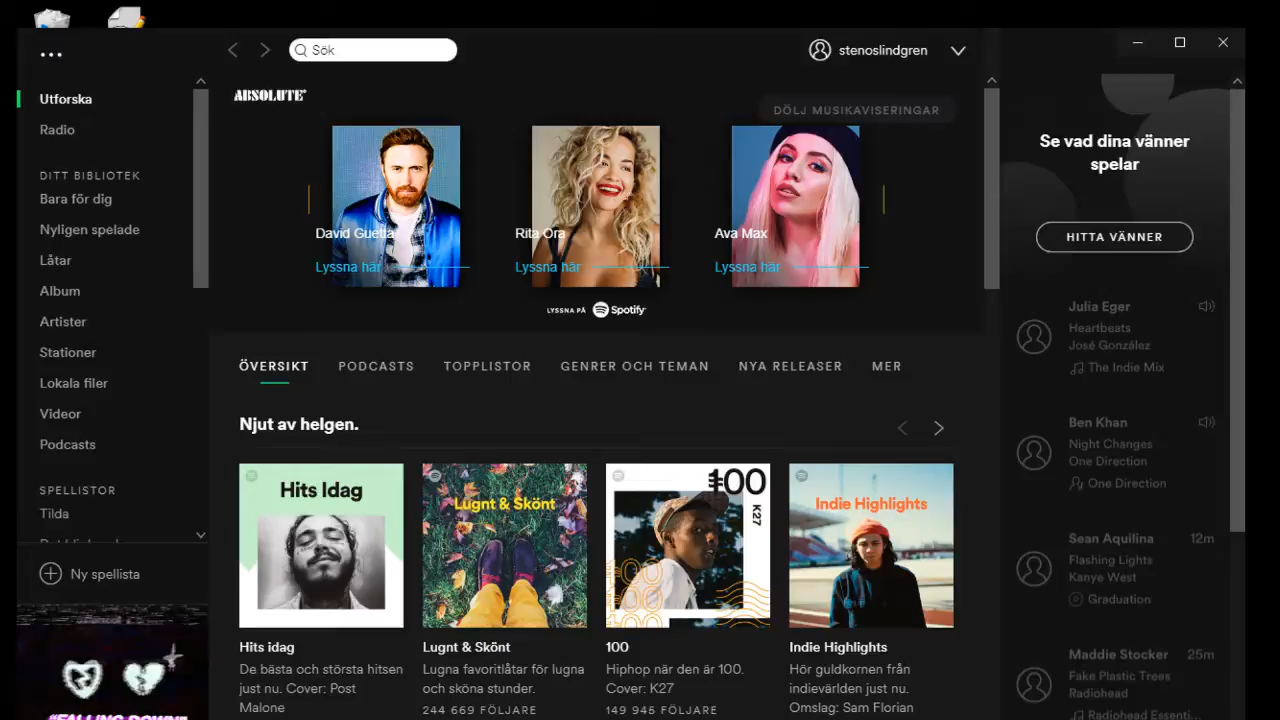 Sök
stenoslindgren
Utforska
Radio
DITT BIBLIOTEK
Bara för dig
Nyligen spelade
Låtar
Album
Artister
Stationer
Lokala filer
Videor
Podcasts
SPELLISTOR
Tilda
Ny spellista
"FALLING DOWN"
ABSOLUTE
DÖLJ MUSIKAVISERINGAR
David Guetta
Lyssna här
Rita Ora
Lyssna här
Ava Max
Lyssna här
LYSSNA PÅ Spotify
ÖVERSIKT
PODCASTS
TOPPLISTOR
GENRER OCH TEMAN
NYA RELEASER
MER
Njut av helgen.
Hits Idag
Hits idag
De bästa och största hitsen
just nu. Cover: Post
Malone
Lugnt & Skönt
Lugnt & Skönt
Lugna favoritlåtar för lugna
och sköna stunder.
244 669 FÖLJARE
100
K27
100
Hiphop när den är 100.
Cover: K27
149 945 FÖLJARE
Indie Highlights
Indie Highlights
Hör guldkornen från
indievärlden just nu.
Omslag: Sam Florian
Se vad dina vänner
spelar
HITTA VÄNNER
Julia Eger
Heartbeats
José González
The Indie Mix
Ben Khan
Night Changes
One Direction
One Direction
Sean Aquilina 12m
Flashing Lights
Kanye West
Graduation
Maddie Stocker 25m
Fake Plastic Trees
Radiohead
Radiohead Essenti...